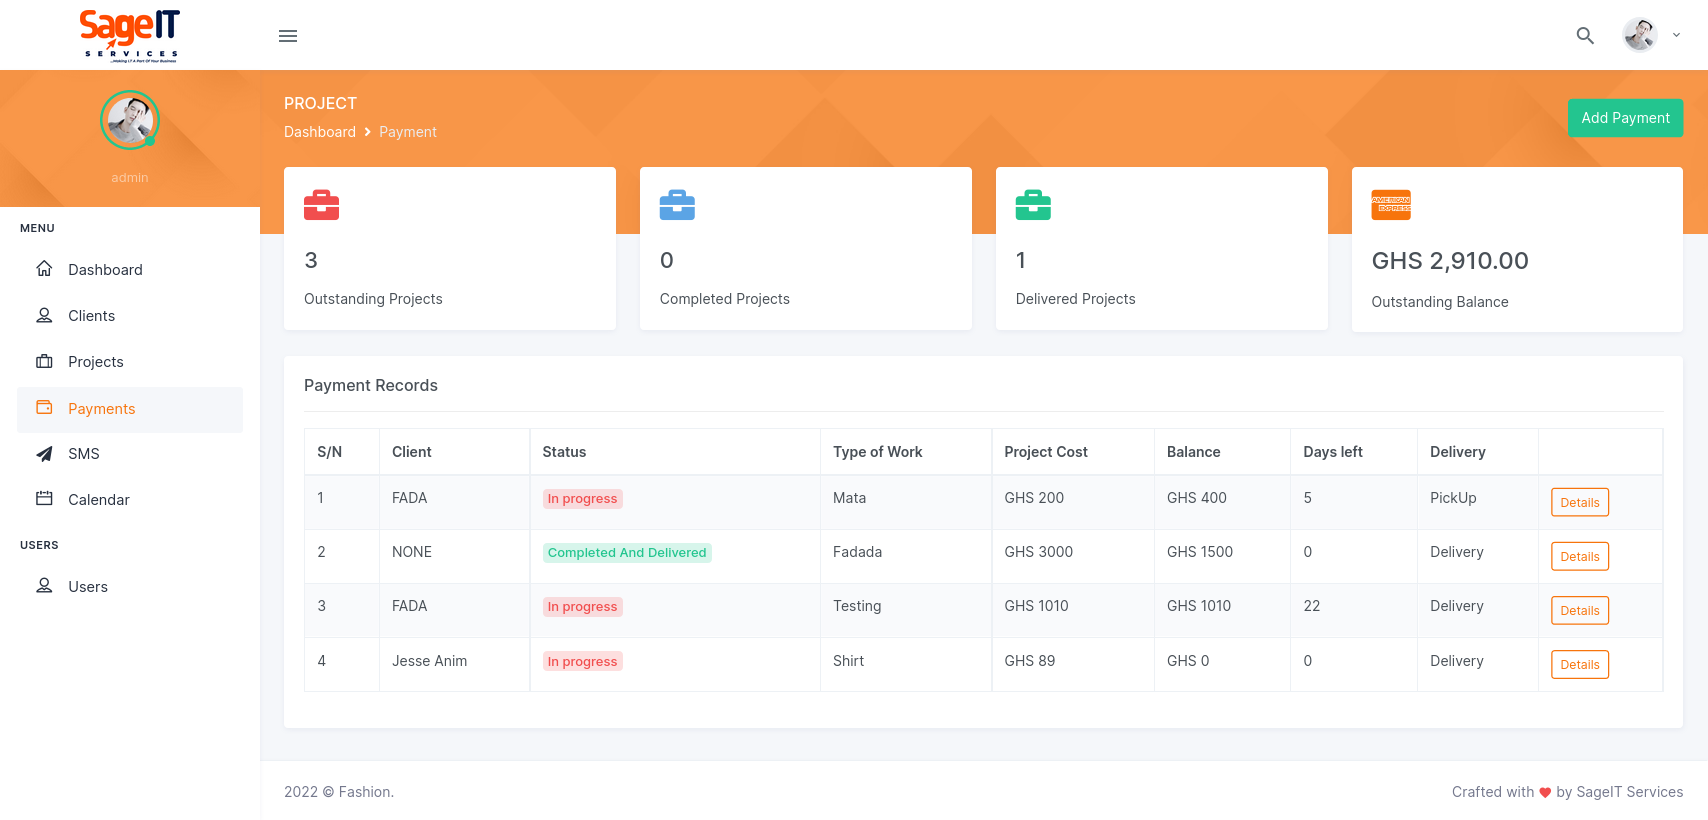 SageIT
SERVICES
...Making I.T A Part Of Your Business
admin
MENU
Dashboard
Clients
Projects
Payments
SMS
Calendar
USERS
Users
PROJECT
Dashboard > Payment
Add Payment
3
Outstanding Projects
0
Completed Projects
1
Delivered Projects
AMERICAN EXPRESS
GHS 2,910.00
Outstanding Balance
Payment Records
S/N Client Status Type of Work Project Cost Balance Days left Delivery
1 FADA In progress Mata GHS 200 GHS 400 5 PickUp Details
2 NONE Completed And Delivered Fadada GHS 3000 GHS 1500 0 Delivery Details
3 FADA In progress Testing GHS 1010 GHS 1010 22 Delivery Details
4 Jesse Anim In progress Shirt GHS 89 GHS 0 0 Delivery Details
2022 © Fashion.
Crafted with ❤ by SageIT Services